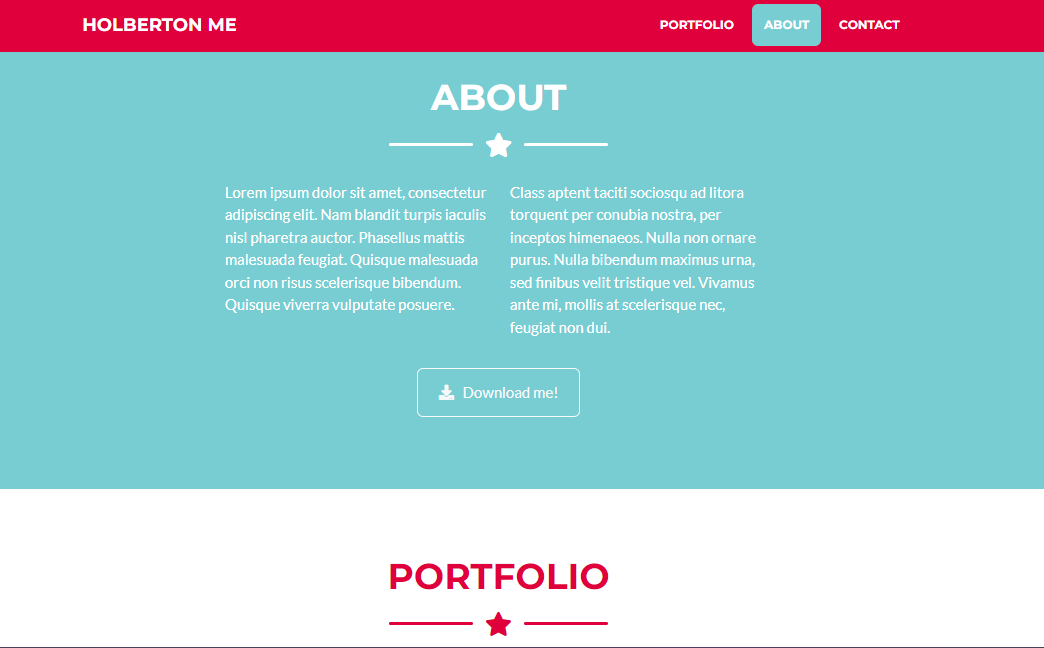 HOLBERTON ME
PORTFOLIO
ABOUT
CONTACT
ABOUT
Lorem ipsum dolor sit amet, consectetur
adipiscing elit. Nam blandit turpis iaculis
nisl pharetra auctor. Phasellus mattis
malesuada feugiat. Quisque malesuada
orci non risus scelerisque bibendum.
Quisque viverra vulputate posuere.
Class aptent taciti sociosqu ad litora
torquent per conubia nostra, per
inceptos himenaeos. Nulla non ornare
purus. Nulla bibendum maximus urna,
sed finibus velit tristique vel. Vivamus
ante mi, mollis at scelerisque nec,
feugiat non dui.
Download me!
PORTFOLIO